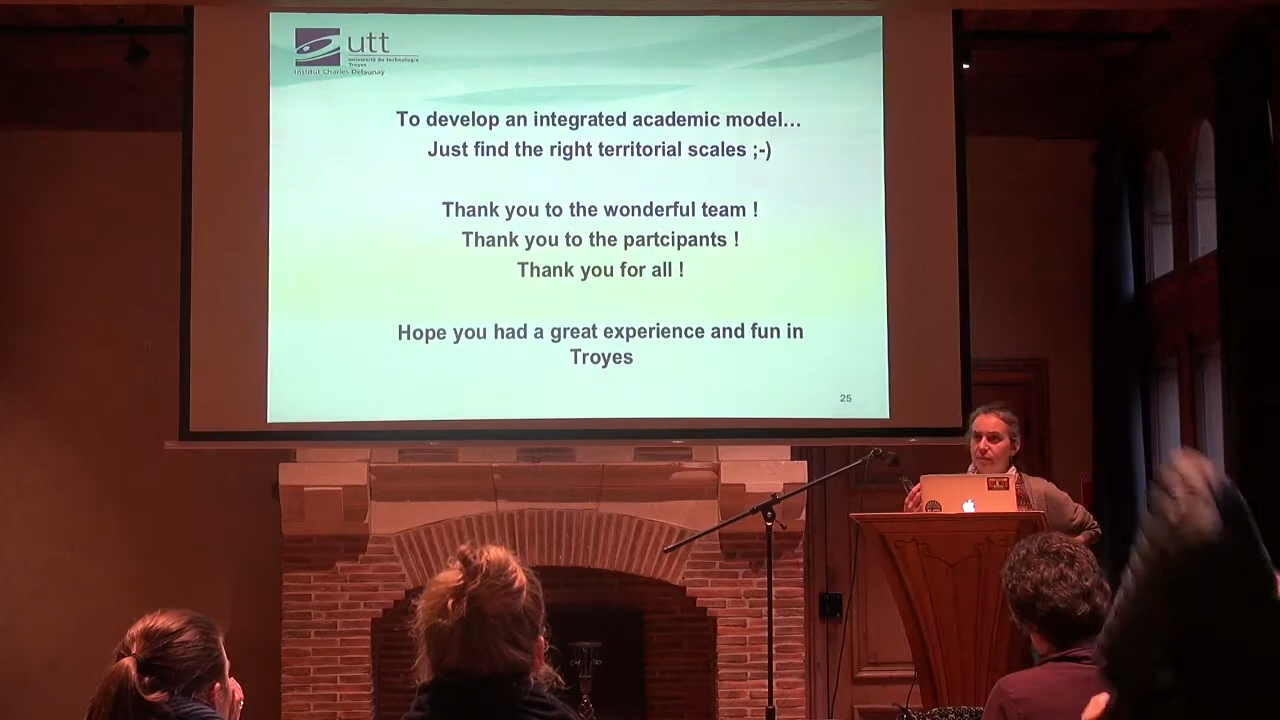 utt
université de technologie
Troyes
Institut Charles Delaunay
To develop an integrated academic model...
Just find the right territorial scales ;-)
Thank you to the wonderful team !
Thank you to the partcipants !
Thank you for all !
Hope you had a great experience and fun in
Troyes
25